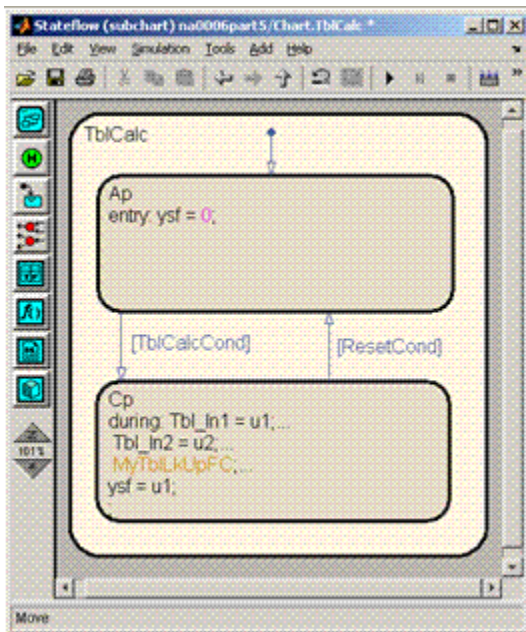 Stateflow (subchart) na0006part5/Chart.TblCalc *
File Edit View Simulation Tools Add Help
TblCalc
Ap
entry: ysf = 0;
[TblCalcCond]
[ResetCond]
Cp
during: Tbl_In1 = u1;...
Tbl_In2 = u2;...
MyTblLkUpFC;...
ysf = u1;
101%
Move